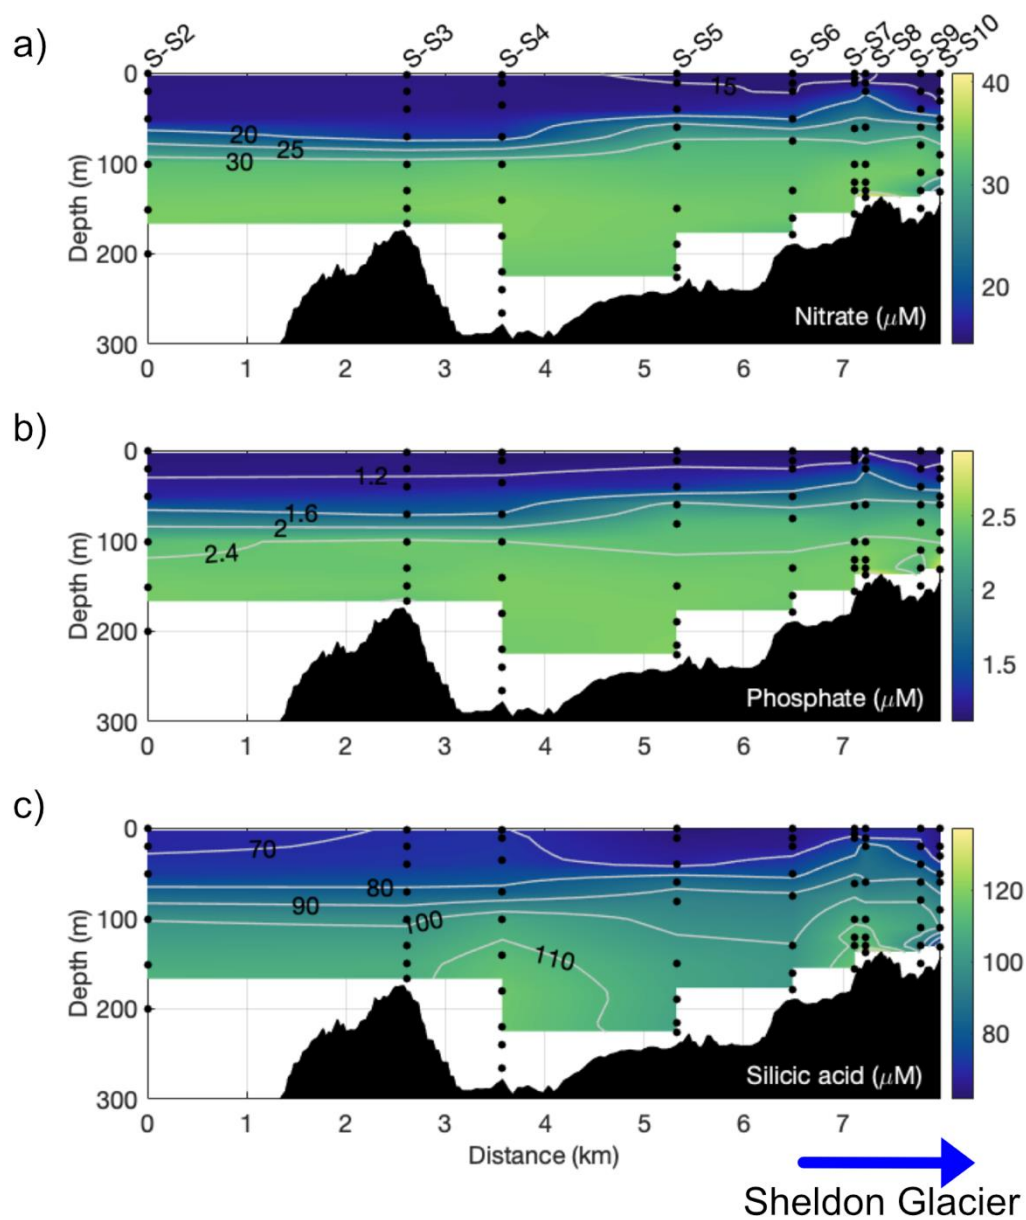 a)
S-S2 S-S3 S-S4 S-S5 S-S6 S-S7 S-S8 S-S9 S-S10
0
100
200
300
Depth (m)
15
20
25
30
Nitrate (μM)
40
30
20
0 1 2 3 4 5 6 7
b)
0
100
200
300
Depth (m)
1.2
1.6
2
2.4
Phosphate (μM)
2.5
2
1.5
0 1 2 3 4 5 6 7
c)
0
100
200
300
Depth (m)
70
80
90
100
110
Silicic acid (μM)
120
100
80
0 1 2 3 4 5 6 7
Distance (km)
Sheldon Glacier